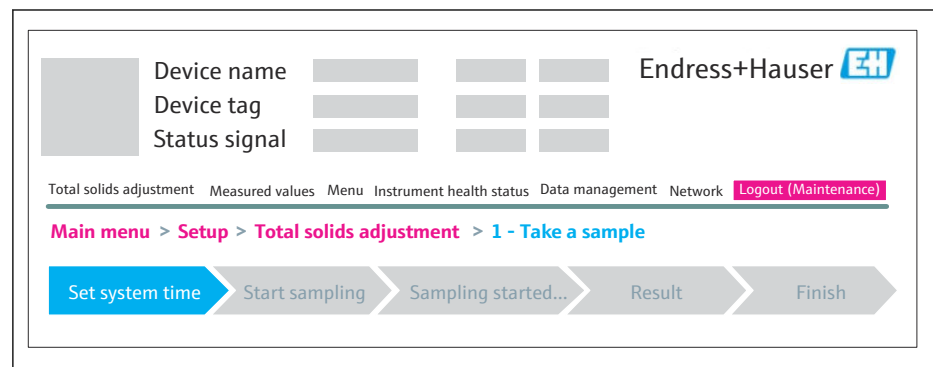 Device name
Endress+Hauser EH
Device tag
Status signal
Total solids adjustment Measured values Menu Instrument health status Data management Network Logout (Maintenance)
Main menu > Setup > Total solids adjustment > 1 - Take a sample
Set system time Start sampling Sampling started... Result Finish